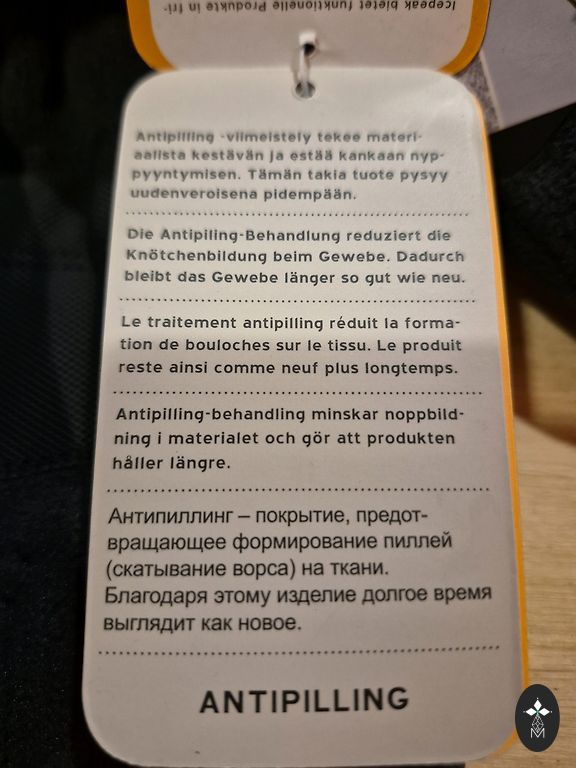 Icepeak bietet funktionelle Produkte in fri-
Antipilling -viimeistely tekee materi-
aalista kestävän ja estää kankaan nyp-
pyyntymisen. Tämän takia tuote pysyy
uudenveroisena pidempään.
Die Antipiling-Behandlung reduziert die
Knötchenbildung beim Gewebe. Dadurch
bleibt das Gewebe länger so gut wie neu.
Le traitement antipilling réduit la forma-
tion de bouloches sur le tissu. Le produit
reste ainsi comme neuf plus longtemps.
Antipilling-behandling minskar noppbild-
ning i materialet och gör att produkten
håller längre.
Антипиллинг – покрытие, предот-
вращающее формирование пиллей
(скатывание ворса) на ткани.
Благодаря этому изделие долгое время
выглядит как новое.
ANTIPILLING
M